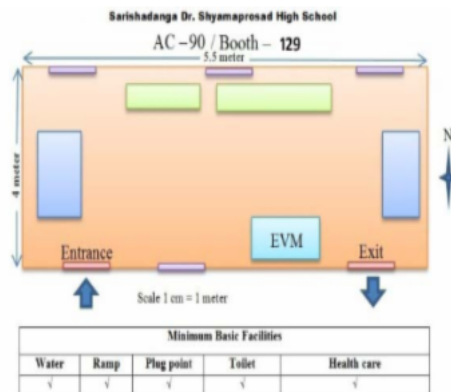 Sarishadanga Dr. Shyamaprosad High School
AC -90 / Booth - 129
5.5 meter
4 meter
N
EVM
Entrance
Exit
Scale 1 cm = 1 meter
Minimum Basic Facilities
Water Ramp Plug point Toilet Health care
√ √ √ √ √